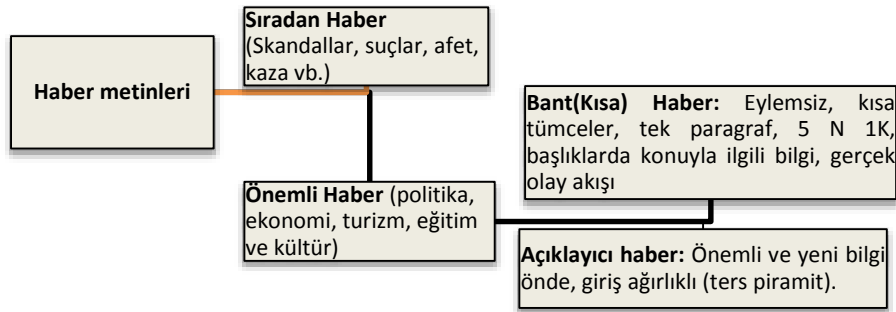 Haber metinleri
Sıradan Haber
(Skandallar, suçlar, afet,
kaza vb.)
Önemli Haber (politika,
ekonomi, turizm, eğitim
ve kültür)
Bant(Kısa) Haber: Eylemsiz, kısa
tümceler, tek paragraf, 5 N 1K,
başlıklarda konuyla ilgili bilgi, gerçek
olay akışı
Açıklayıcı haber: Önemli ve yeni bilgi
önde, giriş ağırlıklı (ters piramit).